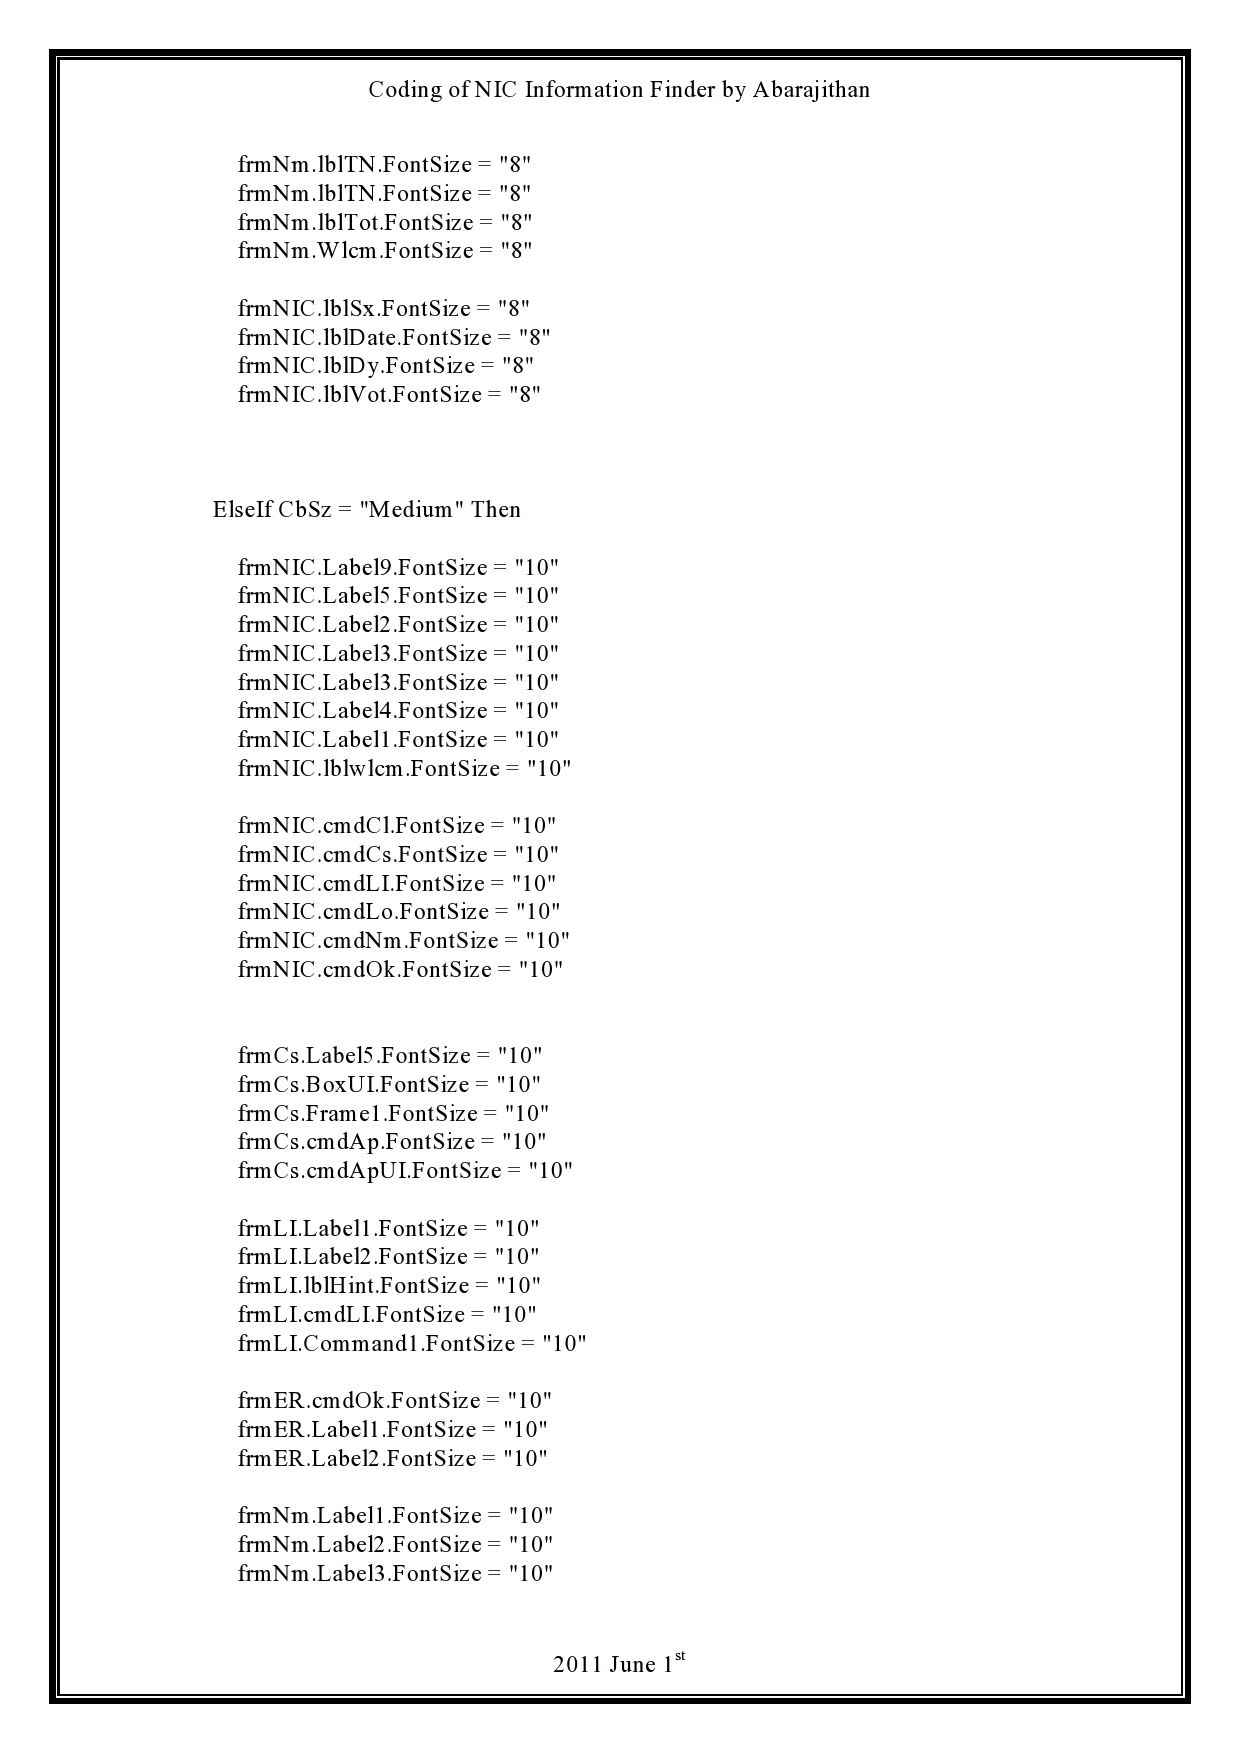 Coding of NIC Information Finder by Abarajithan
frmNm.lblTN.FontSize = "8"
frmNm.lblTN.FontSize = "8"
frmNm.lblTot.FontSize = "8"
frmNm.Wlcm.FontSize = "8"
frmNIC.lblSx.FontSize = "8"
frmNIC.lblDate.FontSize = "8"
frmNIC.lblDy.FontSize = "8"
frmNIC.lblVot.FontSize = "8"
ElseIf CbSz = "Medium" Then
frmNIC.Label9.FontSize = "10"
frmNIC.Label5.FontSize = "10"
frmNIC.Label2.FontSize = "10"
frmNIC.Label3.FontSize = "10"
frmNIC.Label3.FontSize = "10"
frmNIC.Label4.FontSize = "10"
frmNIC.Label1.FontSize = "10"
frmNIC.lblwlcm.FontSize = "10"
frmNIC.cmdCl.FontSize = "10"
frmNIC.cmdCs.FontSize = "10"
frmNIC.cmdLI.FontSize = "10"
frmNIC.cmdLo.FontSize = "10"
frmNIC.cmdNm.FontSize = "10"
frmNIC.cmdOk.FontSize = "10"
frmCs.Label5.FontSize = "10"
frmCs.BoxUI.FontSize = "10"
frmCs.Frame1.FontSize = "10"
frmCs.cmdAp.FontSize = "10"
frmCs.cmdApUI.FontSize = "10"
frmLI.Label1.FontSize = "10"
frmLI.Label2.FontSize = "10"
frmLI.lblHint.FontSize = "10"
frmLI.cmdLI.FontSize = "10"
frmLI.Command1.FontSize = "10"
frmER.cmdOk.FontSize = "10"
frmER.Label1.FontSize = "10"
frmER.Label2.FontSize = "10"
frmNm.Label1.FontSize = "10"
frmNm.Label2.FontSize = "10"
frmNm.Label3.FontSize = "10"
2011 June 1st